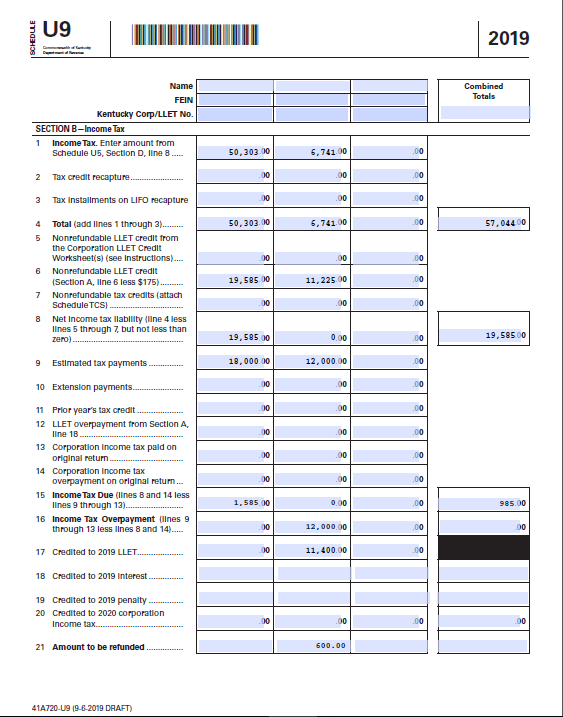 SCHEDULE
U9
Commonwealth of Kentucky
Department of Revenue
2019
Name
FEIN
Kentucky Corp/LLET No.
Combined
Totals
SECTION B—Income Tax
1 Income Tax. Enter amount from
Schedule U5, Section D, line 8 ..... 50,303.00 6,741.00 .00
2 Tax credit recapture .00 .00 .00
3 Tax installments on LIFO recapture .00 .00 .00
4 Total (add lines 1 through 3) 50,303.00 6,741.00 .00 57,044.00
5 Nonrefundable LLET credit from
the Corporation LLET Credit
Worksheet(s) (see instructions) .00 .00 .00
6 Nonrefundable LLET credit
(Section A, line 6 less $175) 19,585.00 11,225.00 .00
7 Nonrefundable tax credits (attach
Schedule TCS) .00 .00 .00
8 Net income tax liability (line 4 less
lines 5 through 7, but not less than
zero) 19,585.00 0.00 .00 19,585.00
9 Estimated tax payments 18,000.00 12,000.00 .00
10 Extension payments .00 .00 .00
11 Prior year's tax credit .00 .00 .00
12 LLET overpayment from Section A,
line 18 .00 .00 .00
13 Corporation income tax paid on
original return .00 .00 .00
14 Corporation income tax
overpayment on original return ... .00 .00 .00
15 Income Tax Due (lines 8 and 14 less
lines 9 through 13) 1,585.00 0.00 .00 985.00
16 Income Tax Overpayment (lines 9
through 13 less lines 8 and 14) .00 12,000.00 .00 .00
17 Credited to 2019 LLET .00 11,400.00 .00
18 Credited to 2019 interest
19 Credited to 2019 penalty
20 Credited to 2020 corporation
income tax .00 .00 .00 .00
21 Amount to be refunded 600.00
41A720-U9 (9-6-2019 DRAFT)